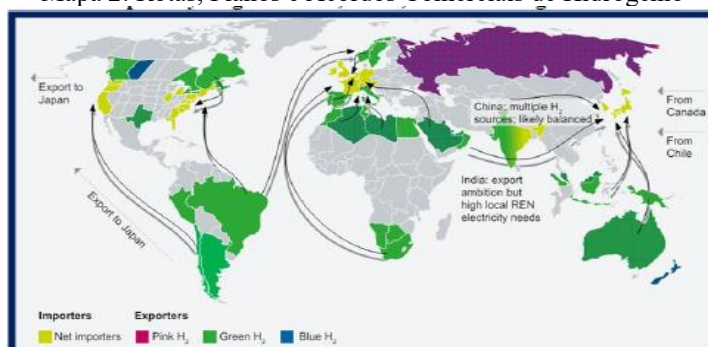 Export to
Japan
China; multiple H₂
sources; likely balanced
From
Canada
From
Chile
India: export
ambition but
high local REN
electricity needs
Export to Japan
Importers
Exporters
Net importers
Pink H₂
Green H₂
Blue H₂